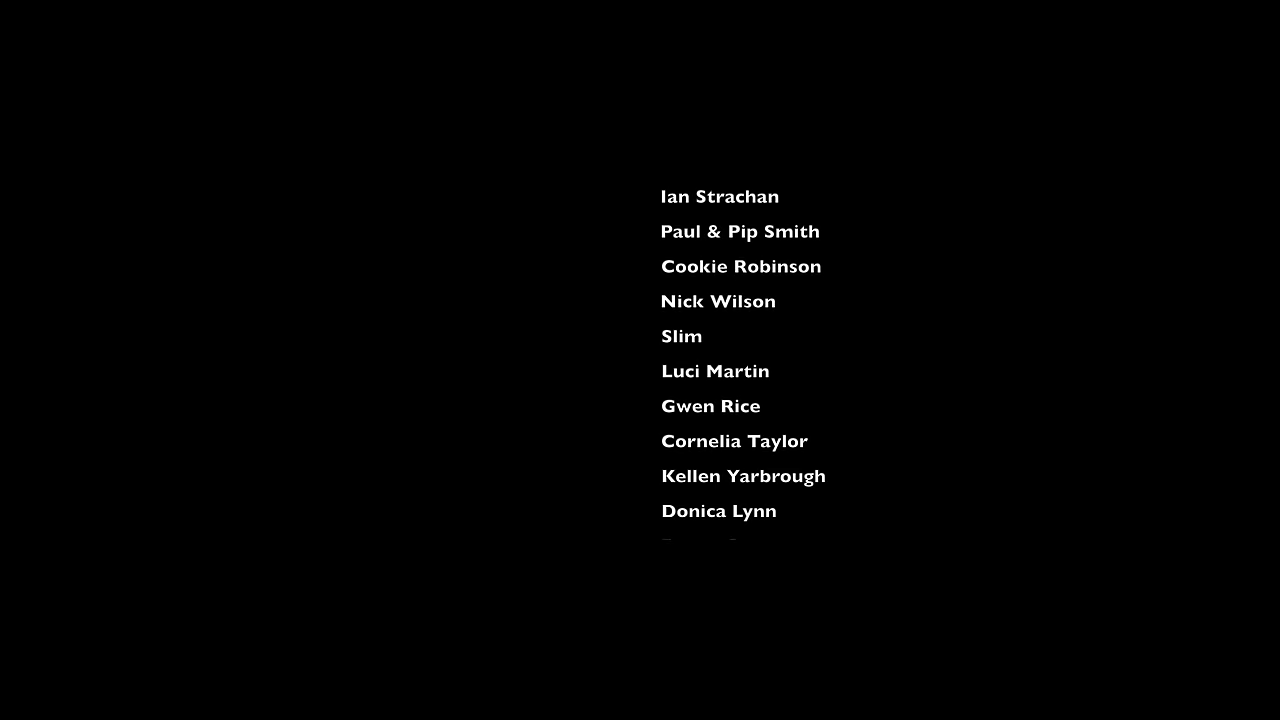 Ian Strachan
Paul & Pip Smith
Cookie Robinson
Nick Wilson
Slim
Luci Martin
Gwen Rice
Cornelia Taylor
Kellen Yarbrough
Donica Lynn